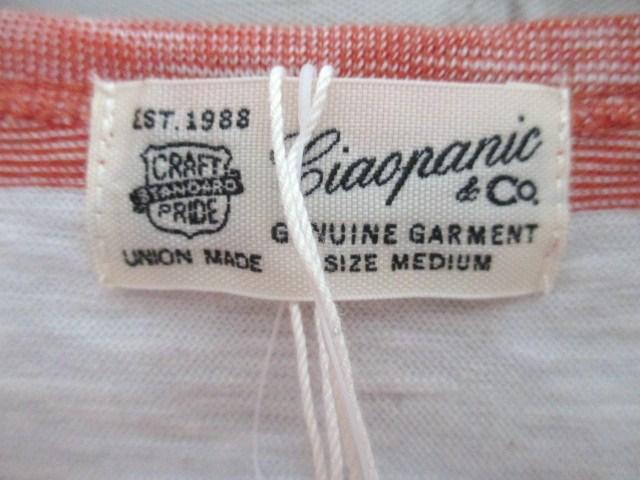 EST. 1988
CRAFT
STANDARD
PRIDE
UNION MADE
Ciaopanic
& Co.
GENUINE GARMENT
SIZE MEDIUM